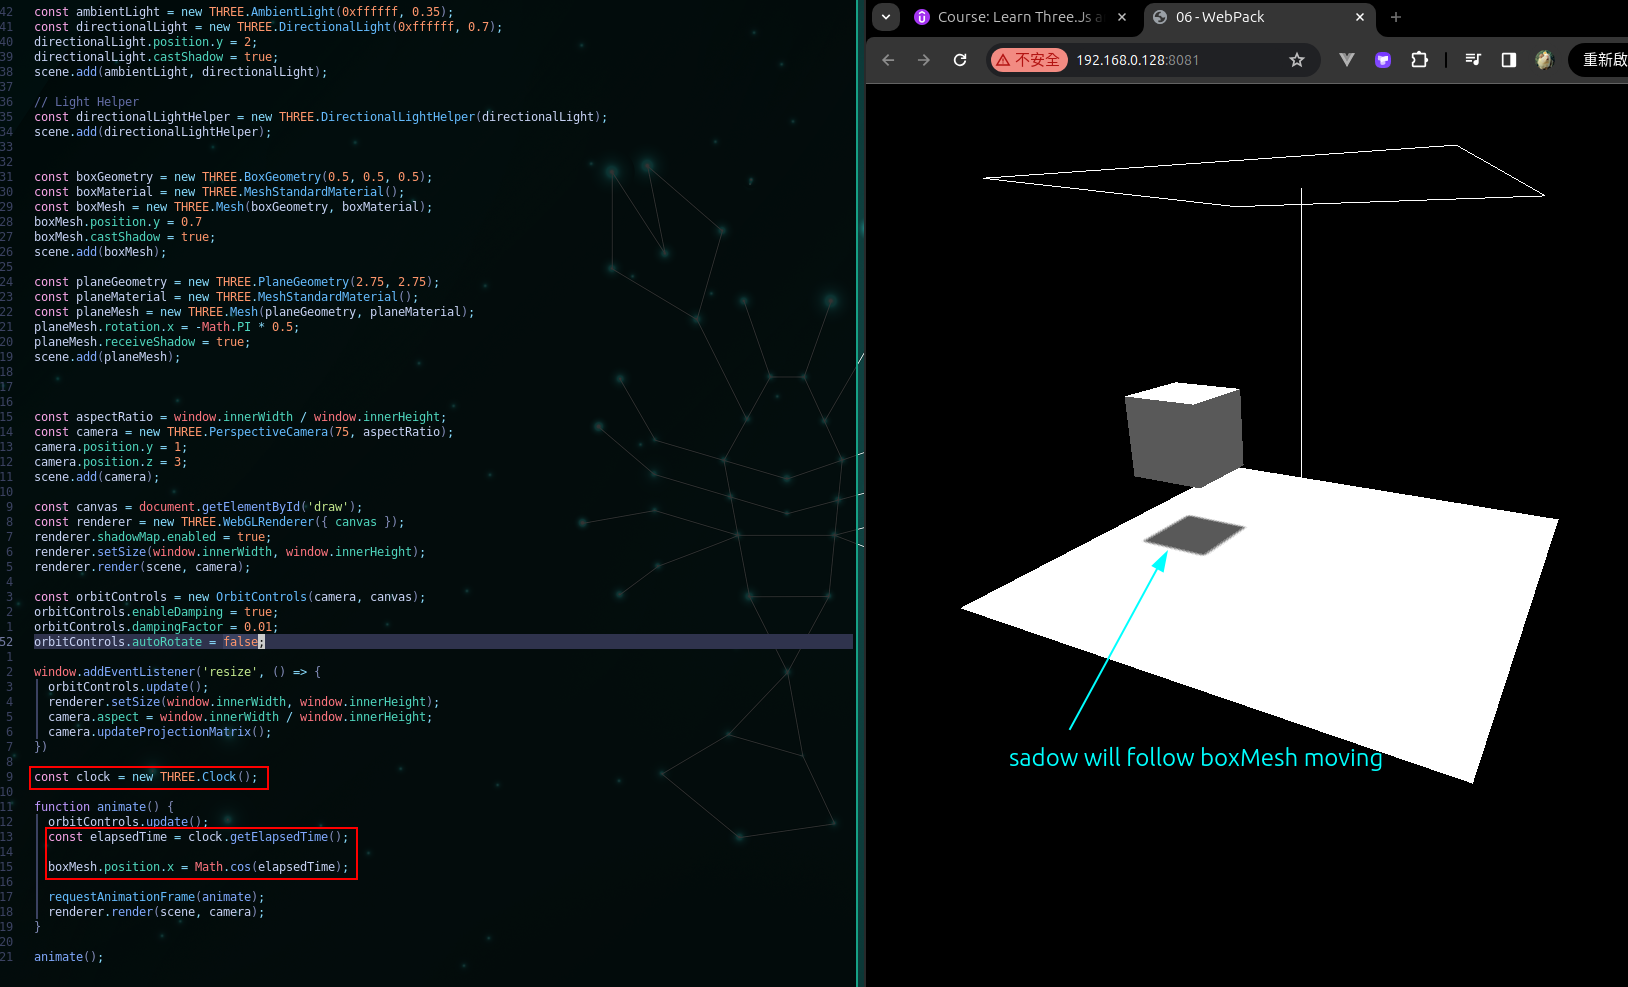 42 const ambientLight = new THREE.AmbientLight(0xffffff, 0.35);
41 const directionalLight = new THREE.DirectionalLight(0xffffff, 0.7);
40 directionalLight.position.y = 2;
39 directionalLight.castShadow = true;
38 scene.add(ambientLight, directionalLight);
37
36 // Light Helper
35 const directionalLightHelper = new THREE.DirectionalLightHelper(directionalLight);
34 scene.add(directionalLightHelper);
33
32
31 const boxGeometry = new THREE.BoxGeometry(0.5, 0.5, 0.5);
30 const boxMaterial = new THREE.MeshStandardMaterial();
29 const boxMesh = new THREE.Mesh(boxGeometry, boxMaterial);
28 boxMesh.position.y = 0.7
27 boxMesh.castShadow = true;
26 scene.add(boxMesh);
25
24 const planeGeometry = new THREE.PlaneGeometry(2.75, 2.75);
23 const planeMaterial = new THREE.MeshStandardMaterial();
22 const planeMesh = new THREE.Mesh(planeGeometry, planeMaterial);
21 planeMesh.rotation.x = -Math.PI * 0.5;
20 planeMesh.receiveShadow = true;
19 scene.add(planeMesh);
18
17
16
15 const aspectRatio = window.innerWidth / window.innerHeight;
14 const camera = new THREE.PerspectiveCamera(75, aspectRatio);
13 camera.position.y = 1;
12 camera.position.z = 3;
11 scene.add(camera);
10
9 const canvas = document.getElementById('draw');
8 const renderer = new THREE.WebGLRenderer({ canvas });
7 renderer.shadowMap.enabled = true;
6 renderer.setSize(window.innerWidth, window.innerHeight);
5 renderer.render(scene, camera);
4
3 const orbitControls = new OrbitControls(camera, canvas);
2 orbitControls.enableDamping = true;
1 orbitControls.dampingFactor = 0.01;
52 orbitControls.autoRotate = false;
1
2 window.addEventListener('resize', () => {
3 orbitControls.update();
4 renderer.setSize(window.innerWidth, window.innerHeight);
5 camera.aspect = window.innerWidth / window.innerHeight;
6 camera.updateProjectionMatrix();
7 })
8
9 const clock = new THREE.Clock();
10
11 function animate() {
12 orbitControls.update();
13 const elapsedTime = clock.getElapsedTime();
14
15 boxMesh.position.x = Math.cos(elapsedTime);
16
17 requestAnimationFrame(animate);
18 renderer.render(scene, camera);
19 }
20
21 animate();
Course: Learn Three.Js a
06 - WebPack
不安全 192.168.0.128:8081
重新啟
sadow will follow boxMesh moving